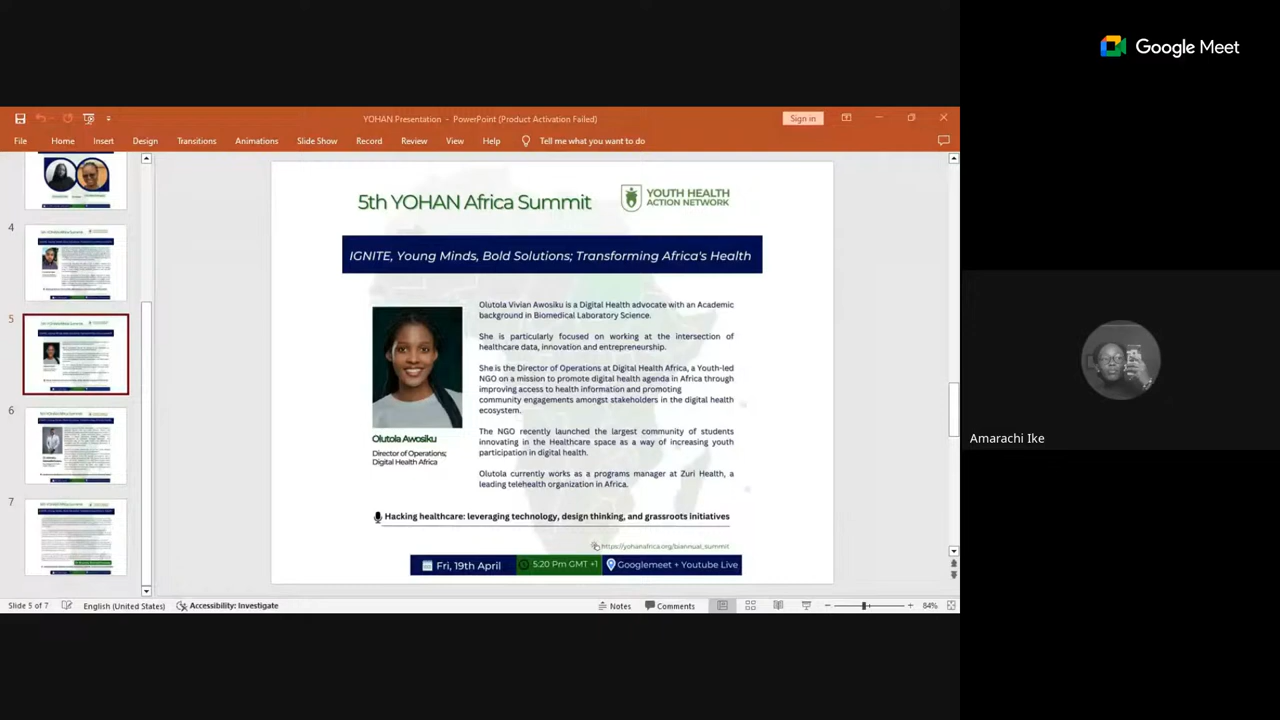 Google Meet
YOHAN Presentation - PowerPoint (Product Activation Failed)
Sign in
File Home Insert Design Transitions Animations Slide Show Record Review View Help Tell me what you want to do
4
5
6
7
5th YOHAN Africa Summit
YOUTH HEALTH
ACTION NETWORK
IGNITE, Young Minds, Bold Solutions; Transforming Africa's Health
Olutola Vivian Awosiku is a Digital Health advocate with an Academic
background in Biomedical Laboratory Science.
She is particularly focused on working at the intersection of
healthcare data, innovation and entrepreneurship.
She is the Director of Operations at Digital Health Africa, a Youth-led
NGO on a mission to promote digital health agenda in Africa through
improving access to health information and promoting
community engagements amongst stakeholders in the digital health
ecosystem.
The NGO recently launched the largest community of students
innovating in the Healthcare space as a way of increasing youth
participation in digital health.
Olutola currently works as a programs manager at Zuri Health, a
leading telehealth organization in Africa.
Olutola Awosiku
Director of Operations;
Digital Health Africa
Hacking healthcare: leveraging technology, design thinking, and grassroots initiatives
https://yohanafrica.org/biannual_summit
Fri, 19th April
5:20 Pm GMT +1
Googlemeet + Youtube Live
Amarachi Ike
Slide 5 of 7
English (United States)
Accessibility: Investigate
Notes
Comments
84%